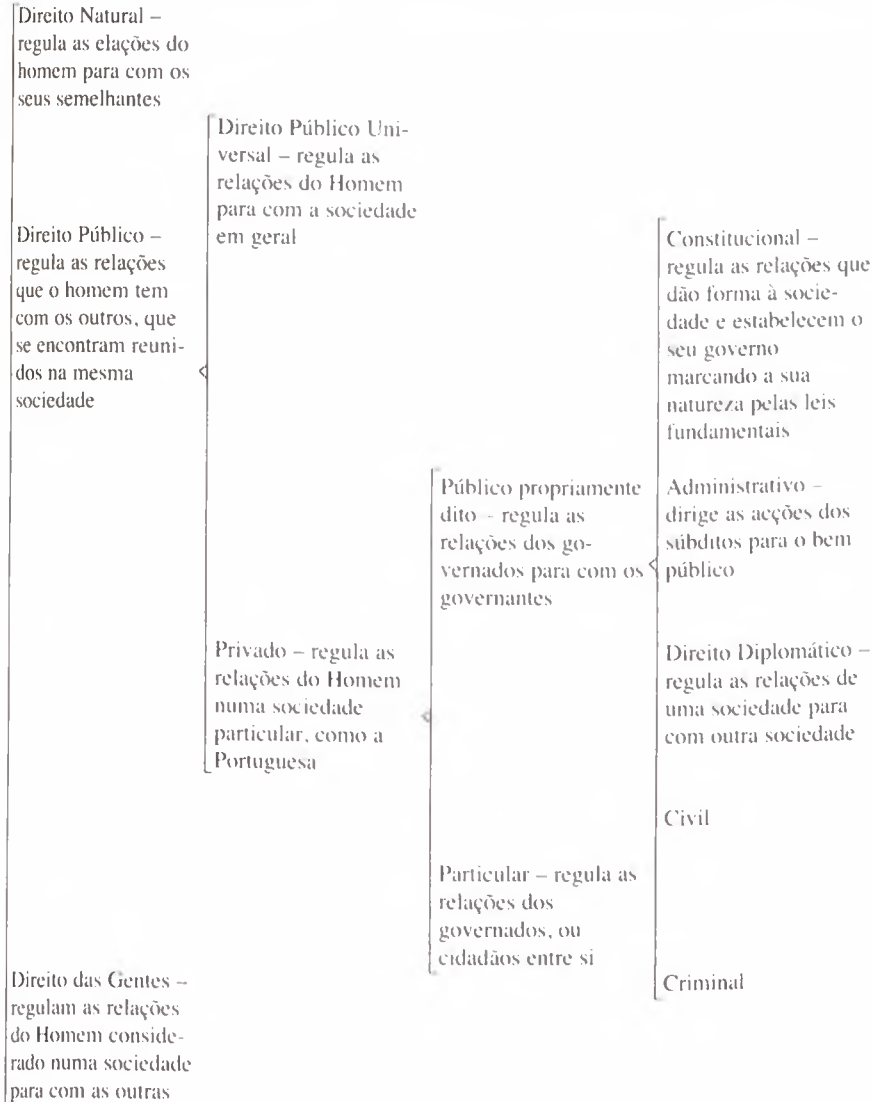 Direito Natural –
regula as elações do
homem para com os
seus semelhantes
Direito Público –
regula as relações
que o homem tem
com os outros, que
se encontram reuni-
dos na mesma
sociedade
Direito das Gentes –
regulam as relações
do Homem conside-
rado numa sociedade
para com as outras
Direito Público Uni-
versal – regula as
relações do Homem
para com a sociedade
em geral
Privado – regula as
relações do Homem
numa sociedade
particular, como a
Portuguesa
Público propriamente
dito – regula as
relações dos go-
vernados para com os
governantes
Particular – regula as
relações dos
governados, ou
cidadãos entre si
Constitucional –
regula as relações que
dão forma à socie-
dade e estabelecem o
seu governo
marcando a sua
natureza pelas leis
fundamentais
Administrativo –
dirige as acções dos
súbditos para o bem
público
Direito Diplomático –
regula as relações de
uma sociedade para
com outra sociedade
Civil
Criminal